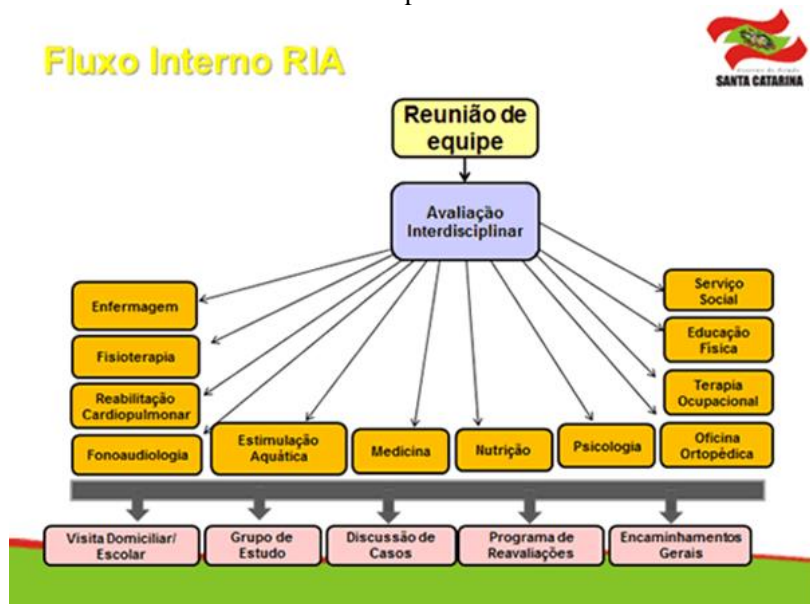 Fluxo Interno RIA
SANTA CATARINA
Reunião de
equipe
Avaliação
Interdisciplinar
Enfermagem
Fisioterapia
Reabilitação
Cardiopulmonar
Fonoaudiologia
Estimulação
Aquática
Medicina
Nutrição
Psicologia
Serviço
Social
Educação
Física
Terapia
Ocupacional
Oficina
Ortopédica
Visita Domiciliar/
Escolar
Grupo de
Estudo
Discussão de
Casos
Programa de
Reavaliações
Encaminhamentos
Gerais